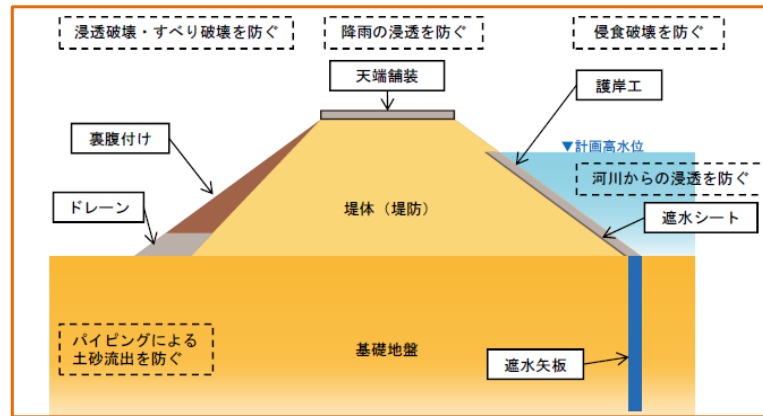 浸透破壊・すべり破壊を防ぐ
降雨の浸透を防ぐ
侵食破壊を防ぐ
天端舗装
護岸工
裏腹付け
▼計画高水位
河川からの浸透を防ぐ
ドレーン
堤体（堤防）
遮水シート
パイピングによる
土砂流出を防ぐ
基礎地盤
遮水矢板